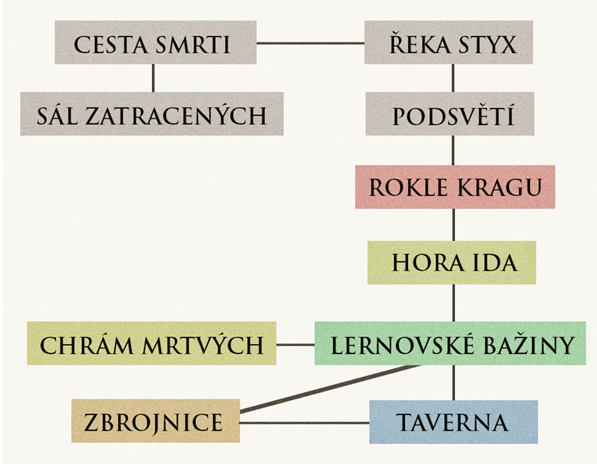 CESTA SMRTI
ŘEKA STYX
SÁL ZATRACENÝCH
PODSVĚTÍ
ROKLE KRAGU
HORA IDA
CHRÁM MRTVÝCH
LERNOVSKÉ BAŽINY
ZBROJNICE
TAVERNA